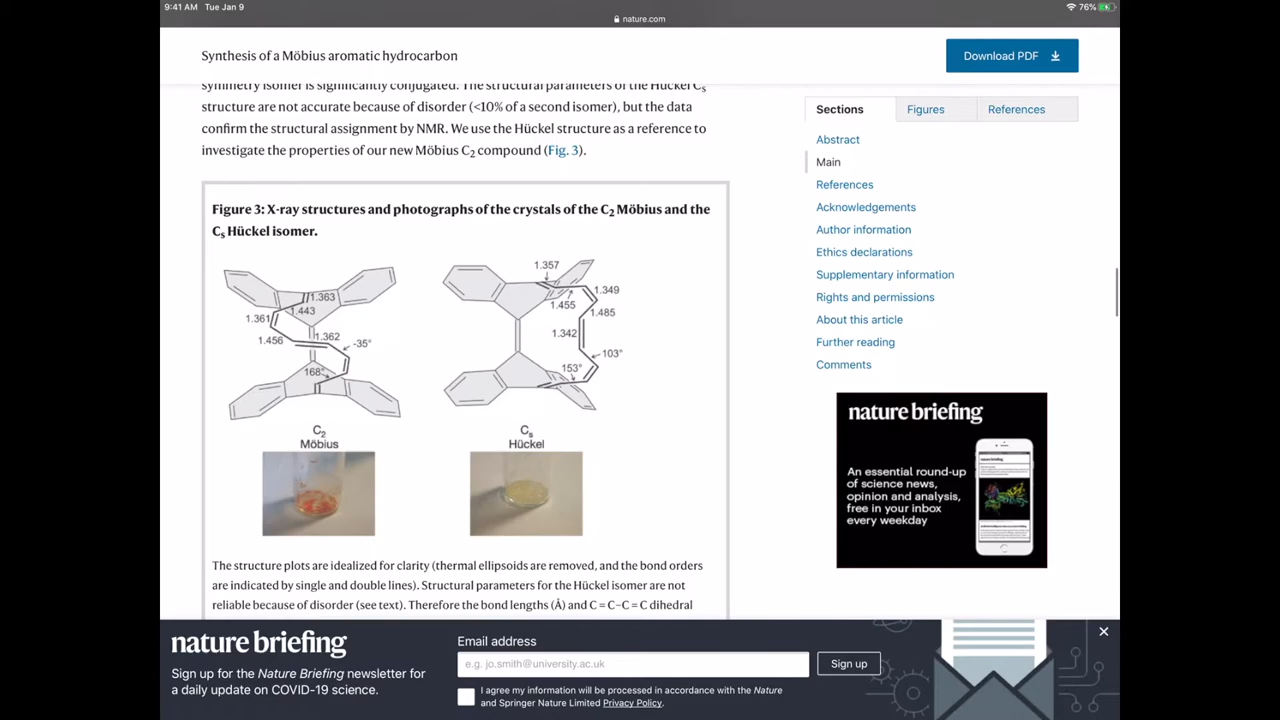 9:41 AM Tue Jan 9
76%
nature.com
Synthesis of a Möbius aromatic hydrocarbon
Download PDF
symmetry isomer is significantly conjugated. The structural parameters of the Hückel Cs
structure are not accurate because of disorder (<10% of a second isomer), but the data
confirm the structural assignment by NMR. We use the Hückel structure as a reference to
investigate the properties of our new Möbius C2 compound (Fig. 3).
Figure 3: X-ray structures and photographs of the crystals of the C2 Möbius and the
Cs Hückel isomer.
1.363
1.443
1.361
1.456
1.362
-35°
168°
C2
Möbius
1.357
1.349
1.455
1.485
1.342
103°
153°
Cs
Hückel
The structure plots are idealized for clarity (thermal ellipsoids are removed, and the bond orders
are indicated by single and double lines). Structural parameters for the Hückel isomer are not
reliable because of disorder (see text). Therefore the bond lengths (Å) and C = C−C = C dihedral
Sections
Figures
References
Abstract
Main
References
Acknowledgements
Author information
Ethics declarations
Supplementary information
Rights and permissions
About this article
Further reading
Comments
nature briefing
An essential round-up
of science news,
opinion and analysis,
free in your inbox
every weekday
nature briefing
Sign up for the Nature Briefing newsletter for
a daily update on COVID-19 science.
Email address
e.g. jo.smith@university.ac.uk
Sign up
I agree my information will be processed in accordance with the Nature
and Springer Nature Limited Privacy Policy.